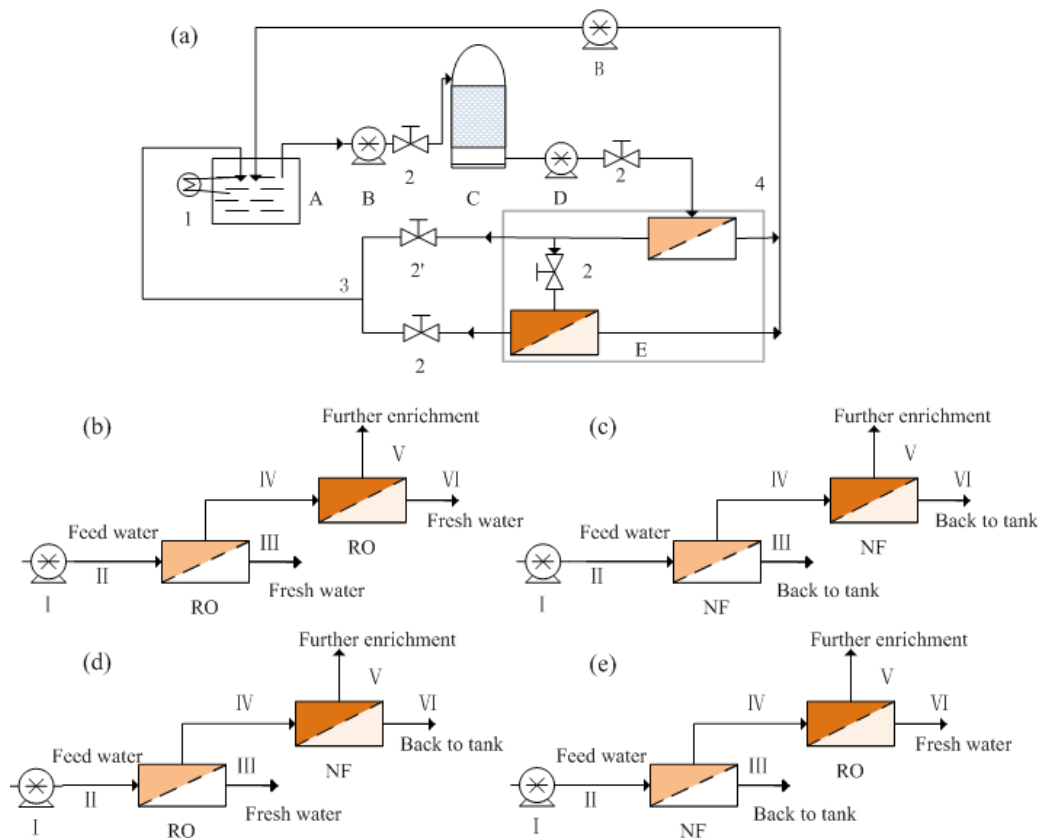 (a)
B
4
2
2
1
A
B
C
D
2'
2
3
2
E
(b)
Further enrichment
V
IV
VI
Fresh water
Feed water
RO
III
II
Fresh water
I
RO
(c)
Further enrichment
V
IV
VI
Back to tank
Feed water
NF
III
II
Back to tank
I
NF
(d)
Further enrichment
V
IV
VI
Back to tank
Feed water
NF
III
II
Fresh water
I
RO
(e)
Further enrichment
V
IV
VI
Fresh water
Feed water
RO
III
II
Back to tank
I
NF